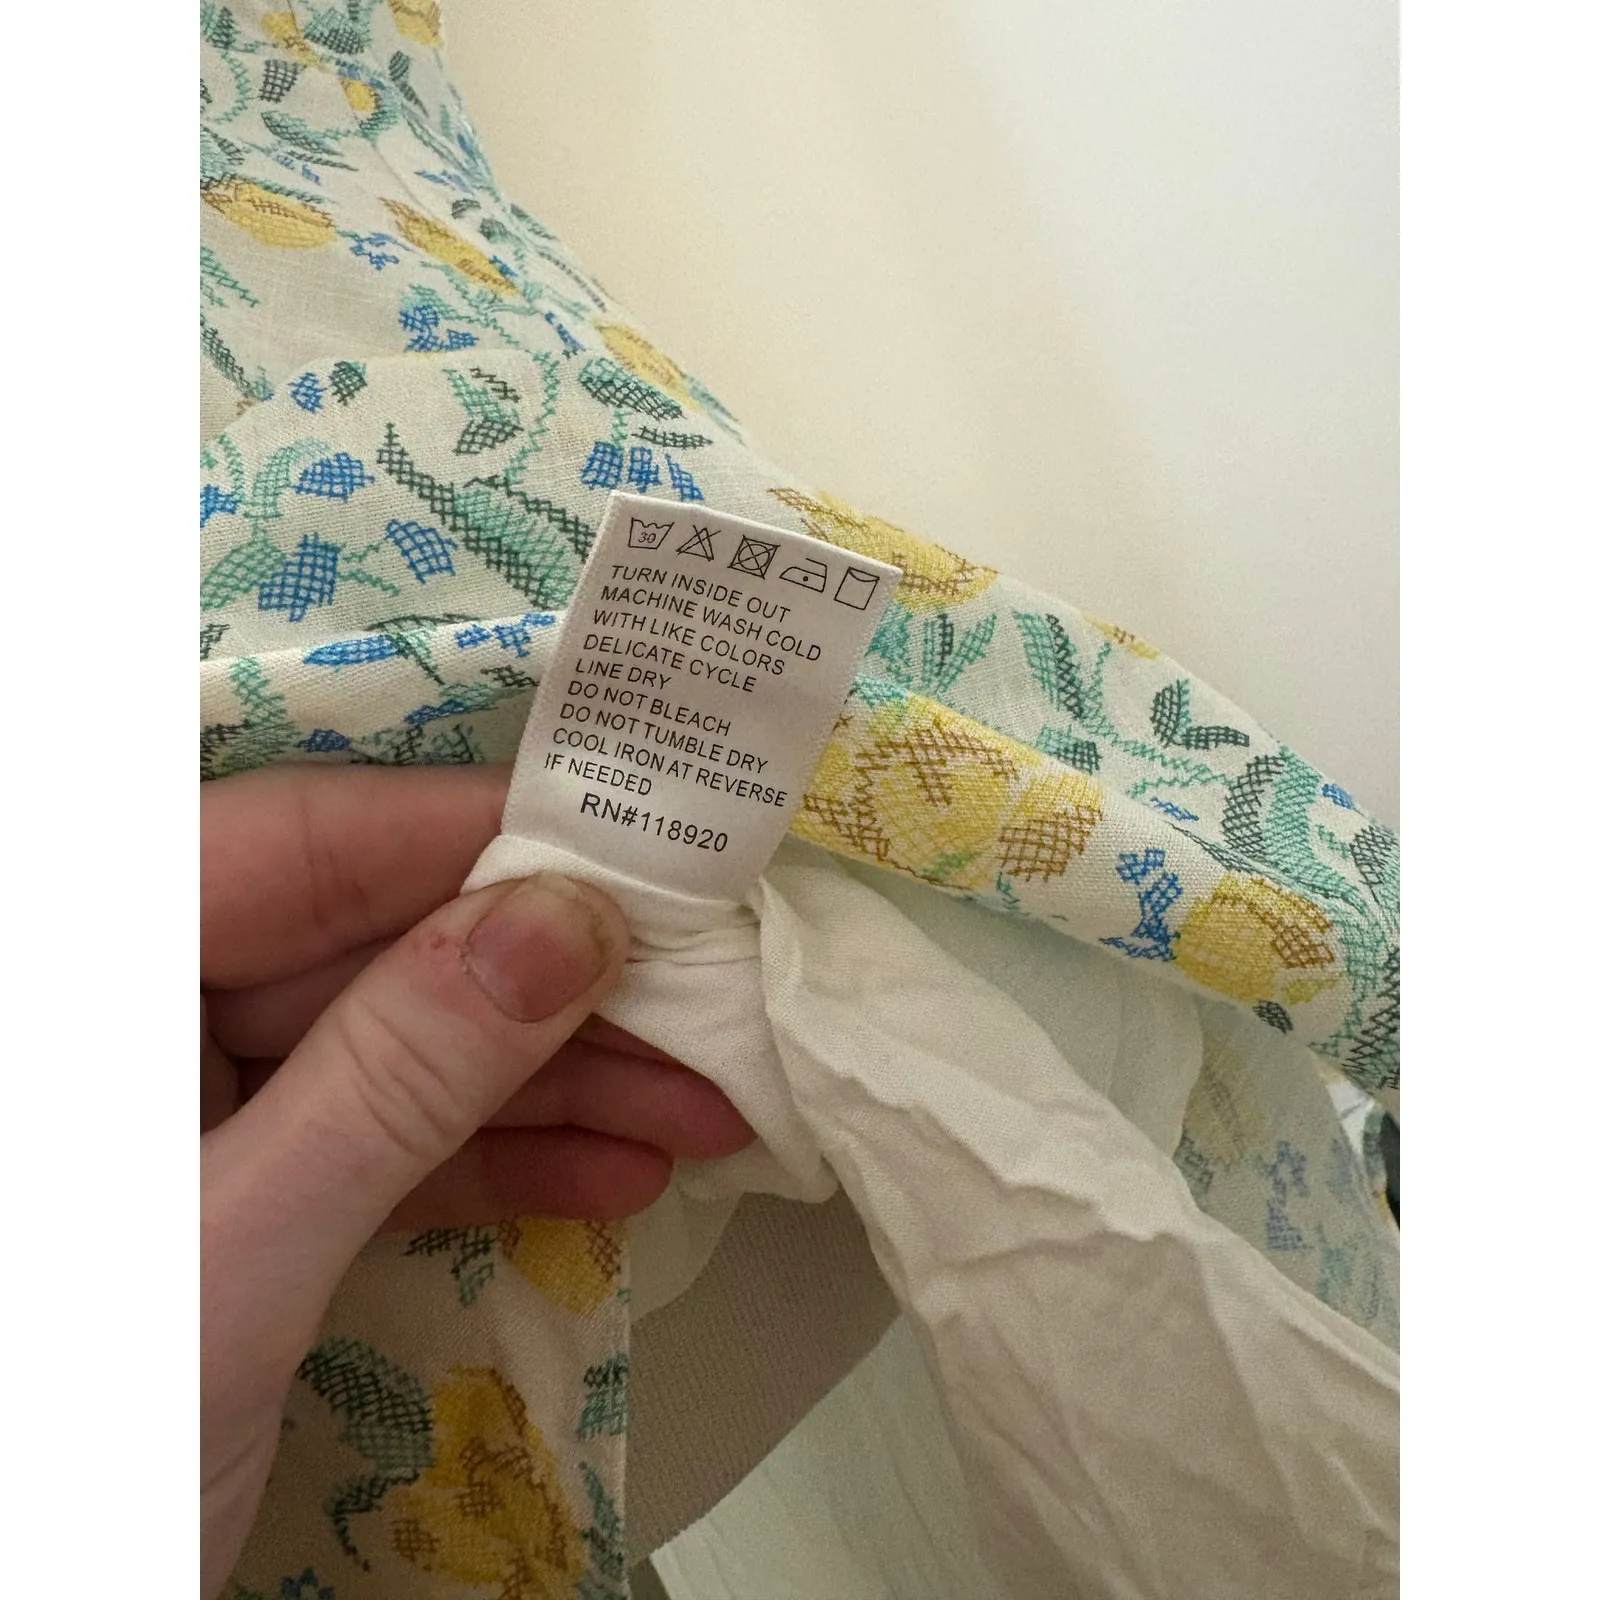 30
TURN INSIDE OUT
MACHINE WASH COLD
WITH LIKE COLORS
DELICATE CYCLE
LINE DRY
DO NOT BLEACH
DO NOT TUMBLE DRY
COOL IRON AT REVERSE
IF NEEDED
RN#118920